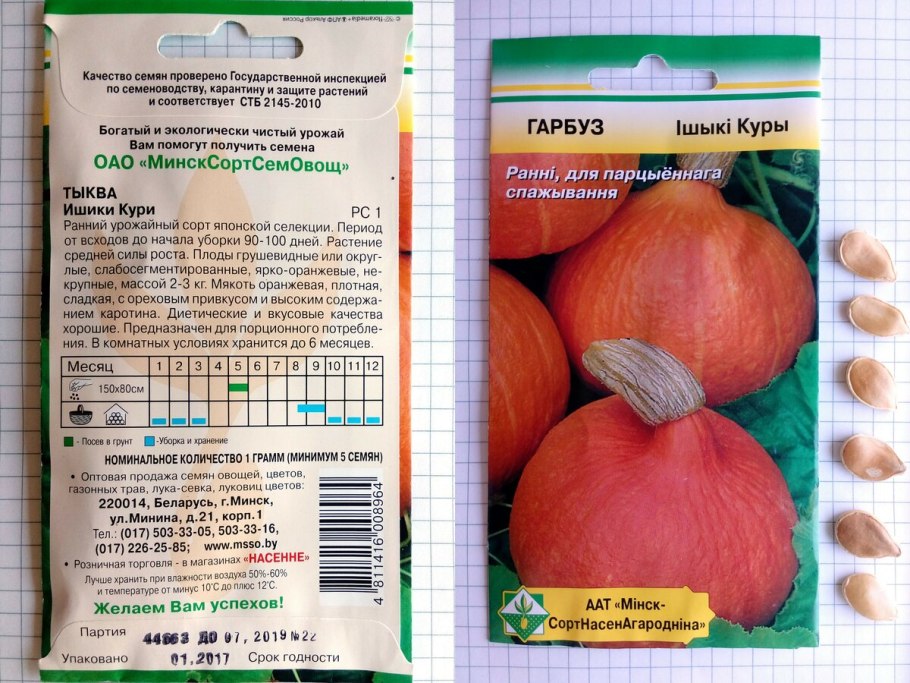 Качество семян проверено Государственной инспекцией
по семеноводству, карантину и защите растений
и соответствует СТБ 2145-2010
Богатый и экологически чистый урожай
Вам помогут получить семена
ОАО «МинскСортСемОвощ»
ТЫКВА
Ишики Кури РС 1
Ранний урожайный сорт японской селекции. Период
от всходов до начала уборки 90-100 дней. Растение
средней силы роста. Плоды грушевидные или округ-
лые, слабосегментированные, ярко-оранжевые, не-
крупные, массой 2-3 кг. Мякоть оранжевая, плотная,
сладкая, с ореховым привкусом и высоким содержа-
нием каротина. Диетические и вкусовые качества
хорошие. Предназначен для порционного потребле-
ния. В комнатных условиях хранится до 6 месяцев.
Месяц 1 2 3 4 5 6 7 8 9 10 11 12
150х80см
- Посев в грунт -Уборка и хранение
НОМИНАЛЬНОЕ КОЛИЧЕСТВО 1 ГРАММ (МИНИМУМ 5 СЕМЯН)
• Оптовая продажа семян овощей, цветов,
газонных трав, лука-севка, луковиц цветов:
220014, Беларусь, г.Минск,
ул.Минина, д.21, корп.1
Тел.: (017) 503-33-05, 503-33-16,
(017) 226-25-85; www.msso.by
• Розничная торговля - в магазинах «НАСЕННЕ»
Лучше хранить при влажности воздуха 50%-60%
и температуре от минус 10˚С до плюс 12˚С.
Желаем Вам успехов!
4 811416 008964
Партия ДО 07, 2019 №22
Упаковано 01.2017 Срок годности
ГАРБУЗ Ішыкі Куры
Ранні, для парцыённага
спажывання
ААТ «Мінск-
СортНасенАгародніна»